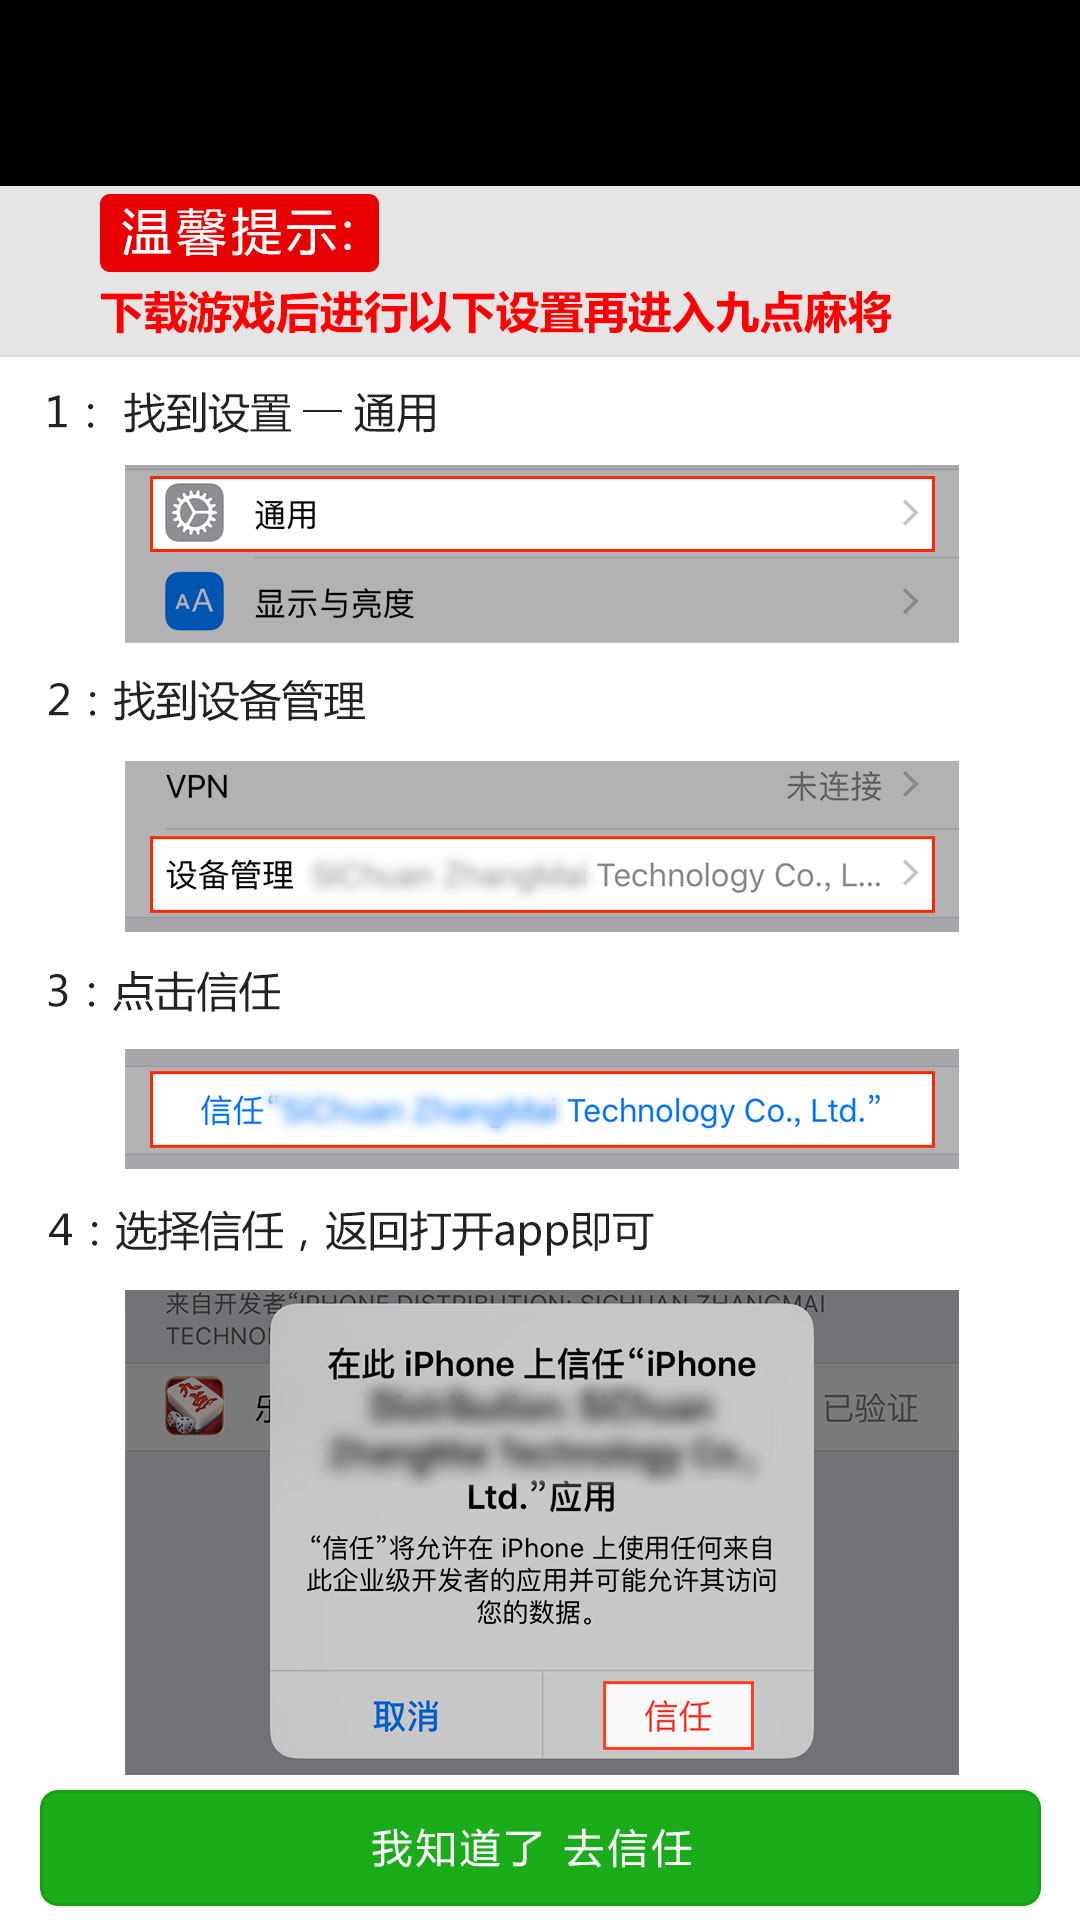 温馨提示:
下载游戏后进行以下设置再进入九点麻将
1： 找到设置 — 通用
通用
AA
显示与亮度
2：找到设备管理
VPN 未连接
设备管理 Technology Co., L...
3：点击信任
信任“SiChuan ZhangMai Technology Co., Ltd.”
4：选择信任，返回打开app即可
来自开发者“IPHONE DISTRIBUTION: SICHUAN ZHANGMAI
TECHNO
已验证
在此 iPhone 上信任“iPhone
Distribution: SiChuan
ZhangMai Technology Co.,
Ltd.”应用
“信任”将允许在 iPhone 上使用任何来自
此企业级开发者的应用并可能允许其访问
您的数据。
取消 信任
我知道了 去信任